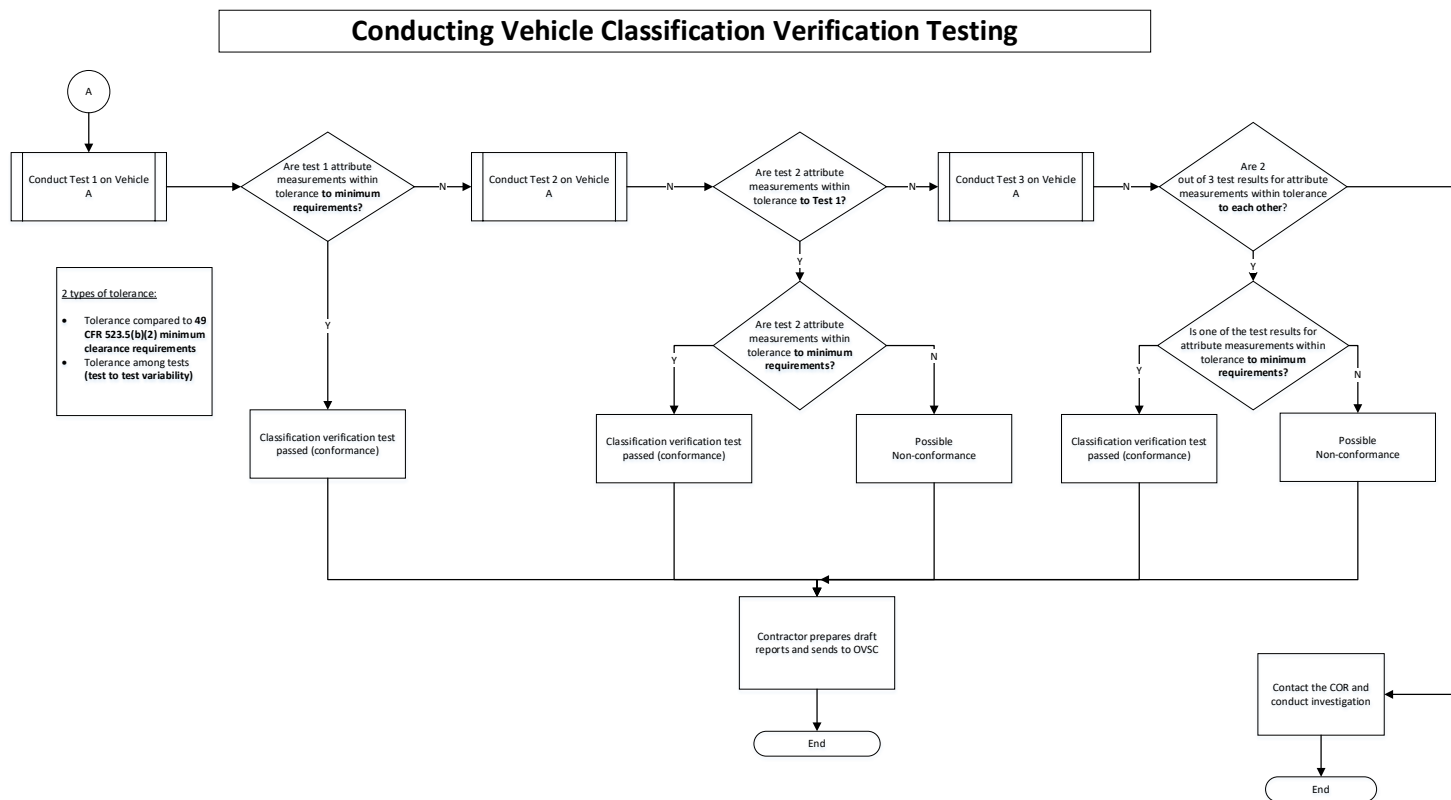 Conducting Vehicle Classification Verification Testing
A
Conduct Test 1 on Vehicle
A
Are test 1 attribute
measurements within
tolerance to minimum
requirements?
N
Conduct Test 2 on Vehicle
A
N
Are test 2 attribute
measurements within
tolerance to Test 1?
N
Conduct Test 3 on Vehicle
A
N
Are 2
out of 3 test results for attribute
measurements within tolerance
to each other?
2 types of tolerance:
• Tolerance compared to 49
CFR 523.5(b)(2) minimum
clearance requirements
• Tolerance among tests
(test to test variability)
Y
Y
Are test 2 attribute
measurements within
tolerance to minimum
requirements?
Y
N
Y
Is one of the test results for
attribute measurements within
tolerance to minimum
requirements?
Y
N
Classification verification test
passed (conformance)
Classification verification test
passed (conformance)
Possible
Non-conformance
Classification verification test
passed (conformance)
Possible
Non-conformance
Contractor prepares draft
reports and sends to OVSC
End
Contact the COR and
conduct investigation
End